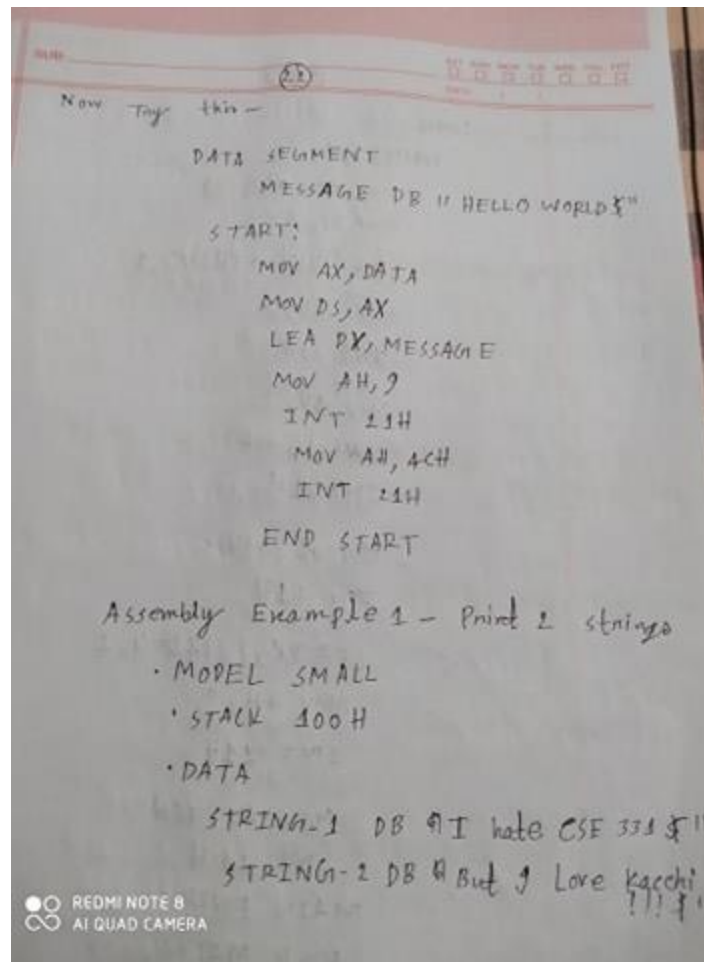 Now Try this -
DATA SEGMENT
MESSAGE DB "HELLO WORLD$"
START:
MOV AX, DATA
MOV DS, AX
LEA DX, MESSAGE
MOV AH, 9
INT 21H
MOV AH, 4CH
INT 21H
END START
Assembly Example 1 - Print 2 strings
.MODEL SMALL
.STACK 100H
.DATA
STRING_1 DB "I hate CSE 331$"
STRING-2 DB "But I Love Kacchi
!!!$"
REDMI NOTE 8
AI QUAD CAMERA